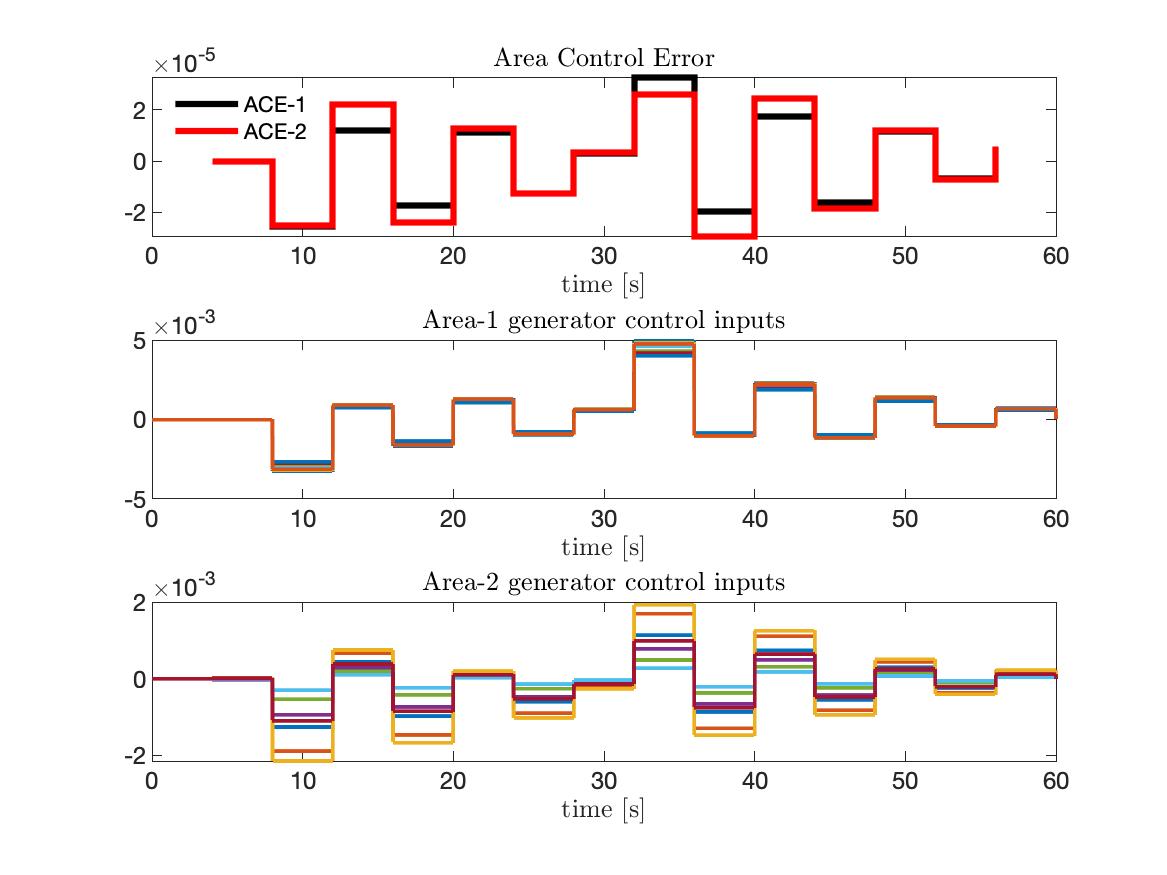 ×10-5
Area Control Error
2
0
-2
ACE-1
ACE-2
0 10 20 30 40 50 60
time [s]
×10-3
Area-1 generator control inputs
5
0
-5
0 10 20 30 40 50 60
time [s]
×10-3
Area-2 generator control inputs
2
0
-2
0 10 20 30 40 50 60
time [s]